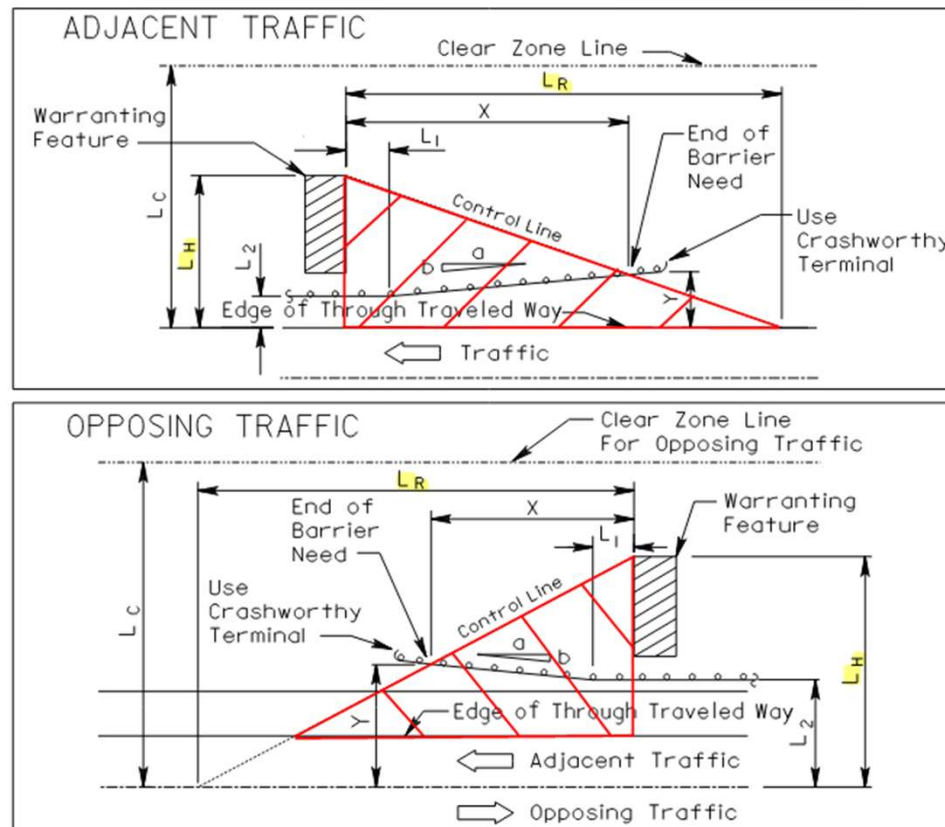 ADJACENT TRAFFIC
Clear Zone Line
LR
Warranting
Feature
X
L1
End of
Barrier
Need
Control Line
Use
Crashworthy
Terminal
LC
LH
L2
a
b
Y
Edge of Through Traveled Way
Traffic
OPPOSING TRAFFIC
Clear Zone Line
For Opposing Traffic
LR
End of
Barrier
Need
X
L1
Warranting
Feature
Use
Crashworthy
Terminal
Control Line
LC
a
b
LH
Y
Edge of Through Traveled Way
L2
Adjacent Traffic
Opposing Traffic